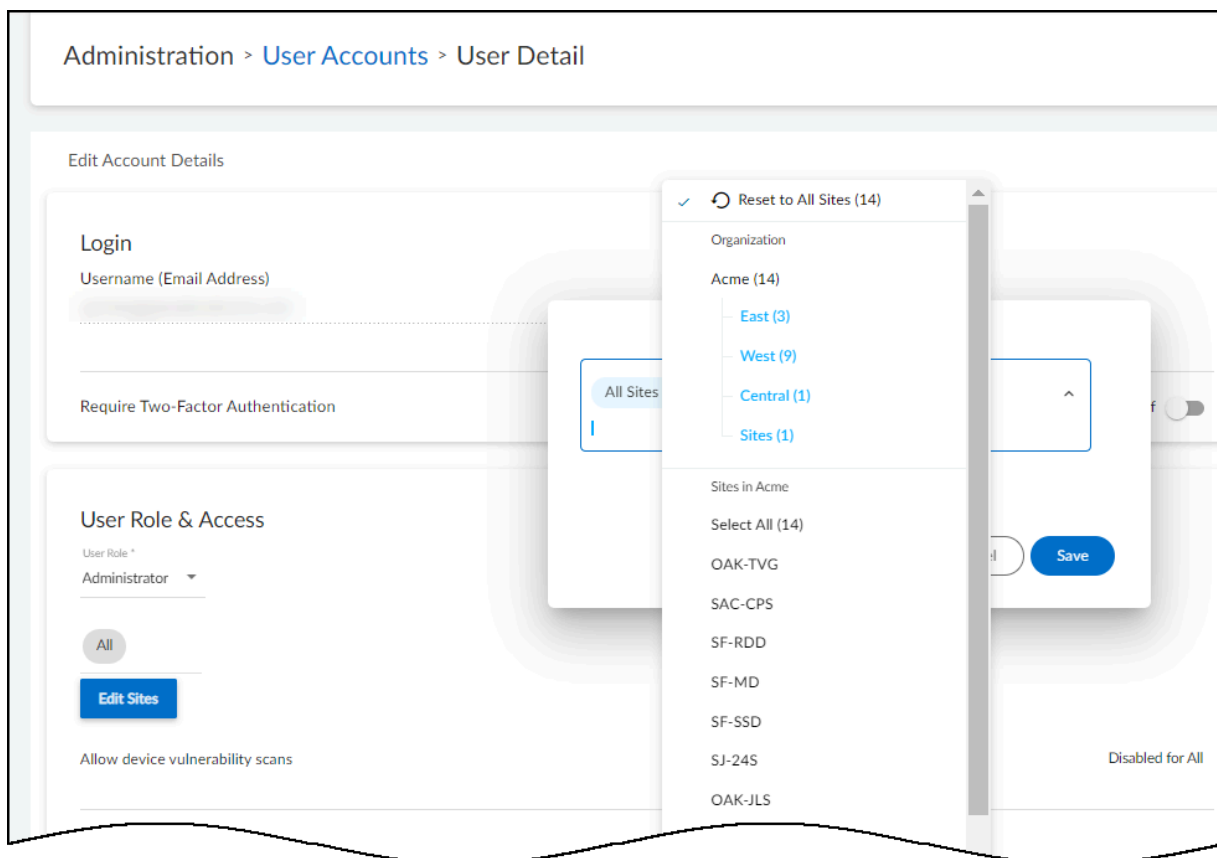 Administration > User Accounts > User Detail
Edit Account Details
Login
Username (Email Address)
Require Two-Factor Authentication
User Role & Access
User Role *
Administrator
All
Edit Sites
Allow device vulnerability scans
Disabled for All
All Sites
Save
Reset to All Sites (14)
Organization
Acme (14)
East (3)
West (9)
Central (1)
Sites (1)
Sites in Acme
Select All (14)
OAK-TVG
SAC-CPS
SF-RDD
SF-MD
SF-SSD
SJ-24S
OAK-JLS